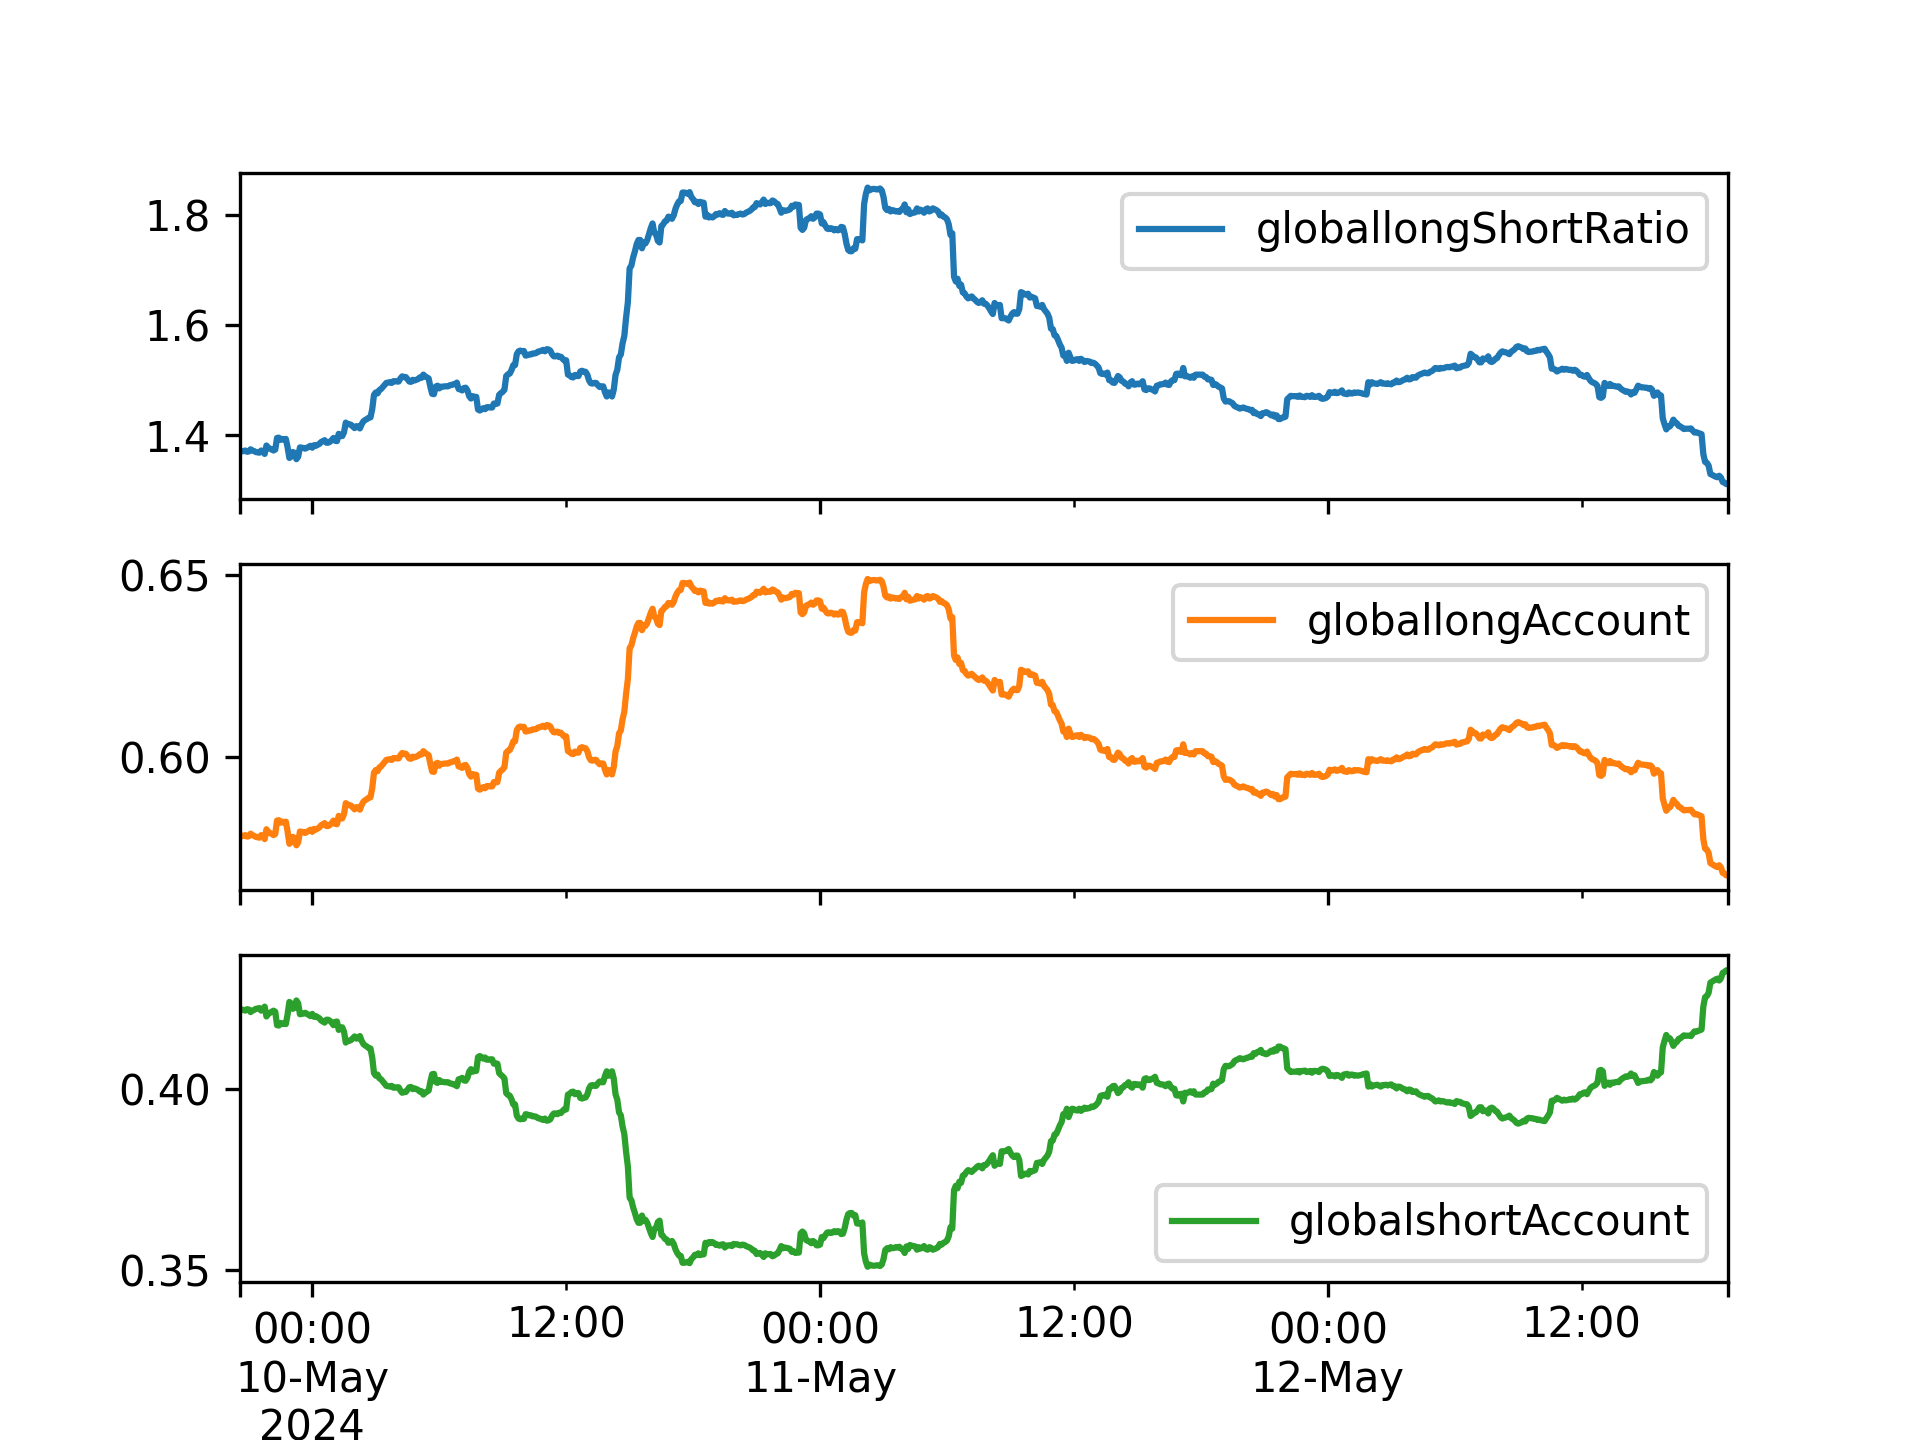 1.8
1.6
1.4
globallongShortRatio
0.65
0.60
globallongAccount
0.40
0.35
globalshortAccount
00:00 12:00 00:00 12:00 00:00 12:00
10-May 11-May 12-May
2024